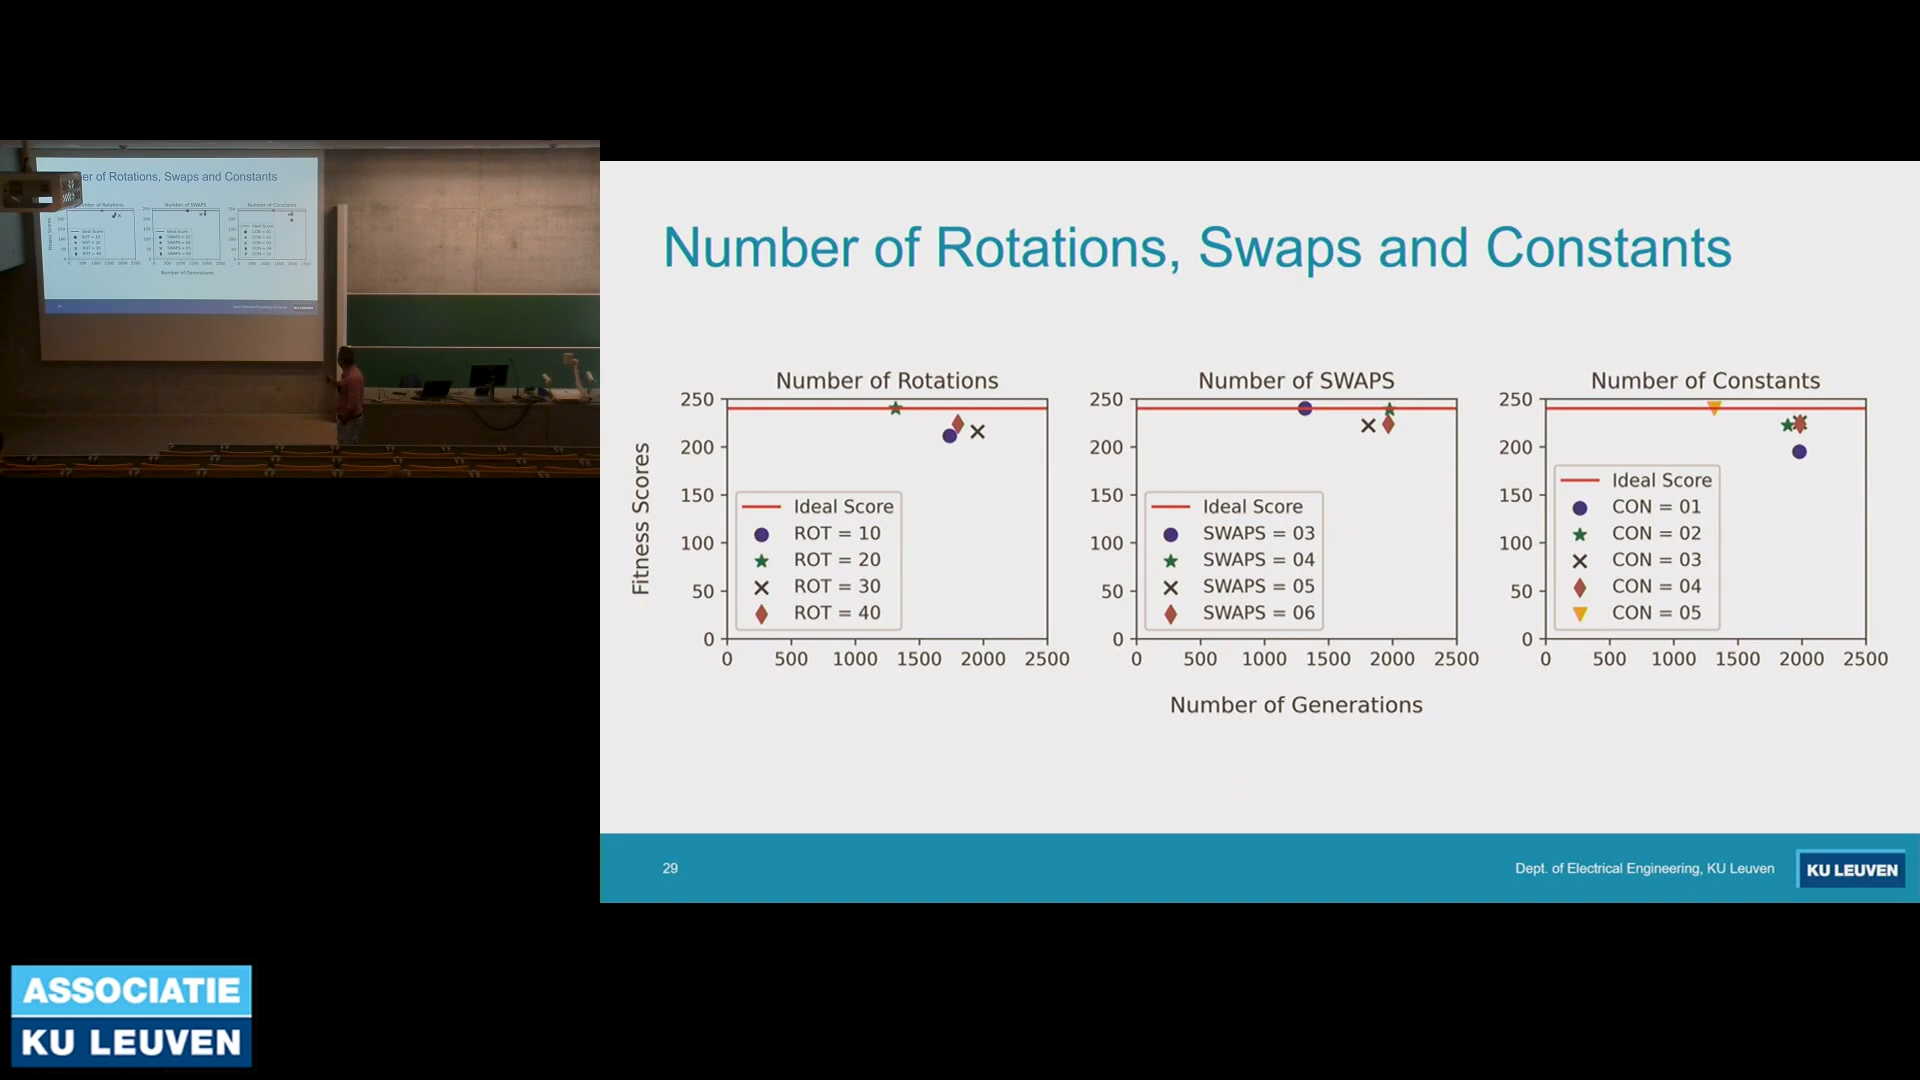 Number of Rotations, Swaps and Constants
Number of Rotations
Number of SWAPS
Number of Constants
Fitness Scores
250
200
150
100
50
0
0 500 1000 1500 2000 2500
Ideal Score
ROT = 10
ROT = 20
ROT = 30
ROT = 40
250
200
150
100
50
0
0 500 1000 1500 2000 2500
Ideal Score
SWAPS = 03
SWAPS = 04
SWAPS = 05
SWAPS = 06
250
200
150
100
50
0
0 500 1000 1500 2000 2500
Ideal Score
CON = 01
CON = 02
CON = 03
CON = 04
CON = 05
Number of Generations
29
Dept. of Electrical Engineering, KU Leuven
KU LEUVEN
of Rotations, Swaps and Constants
ASSOCIATIE
KU LEUVEN